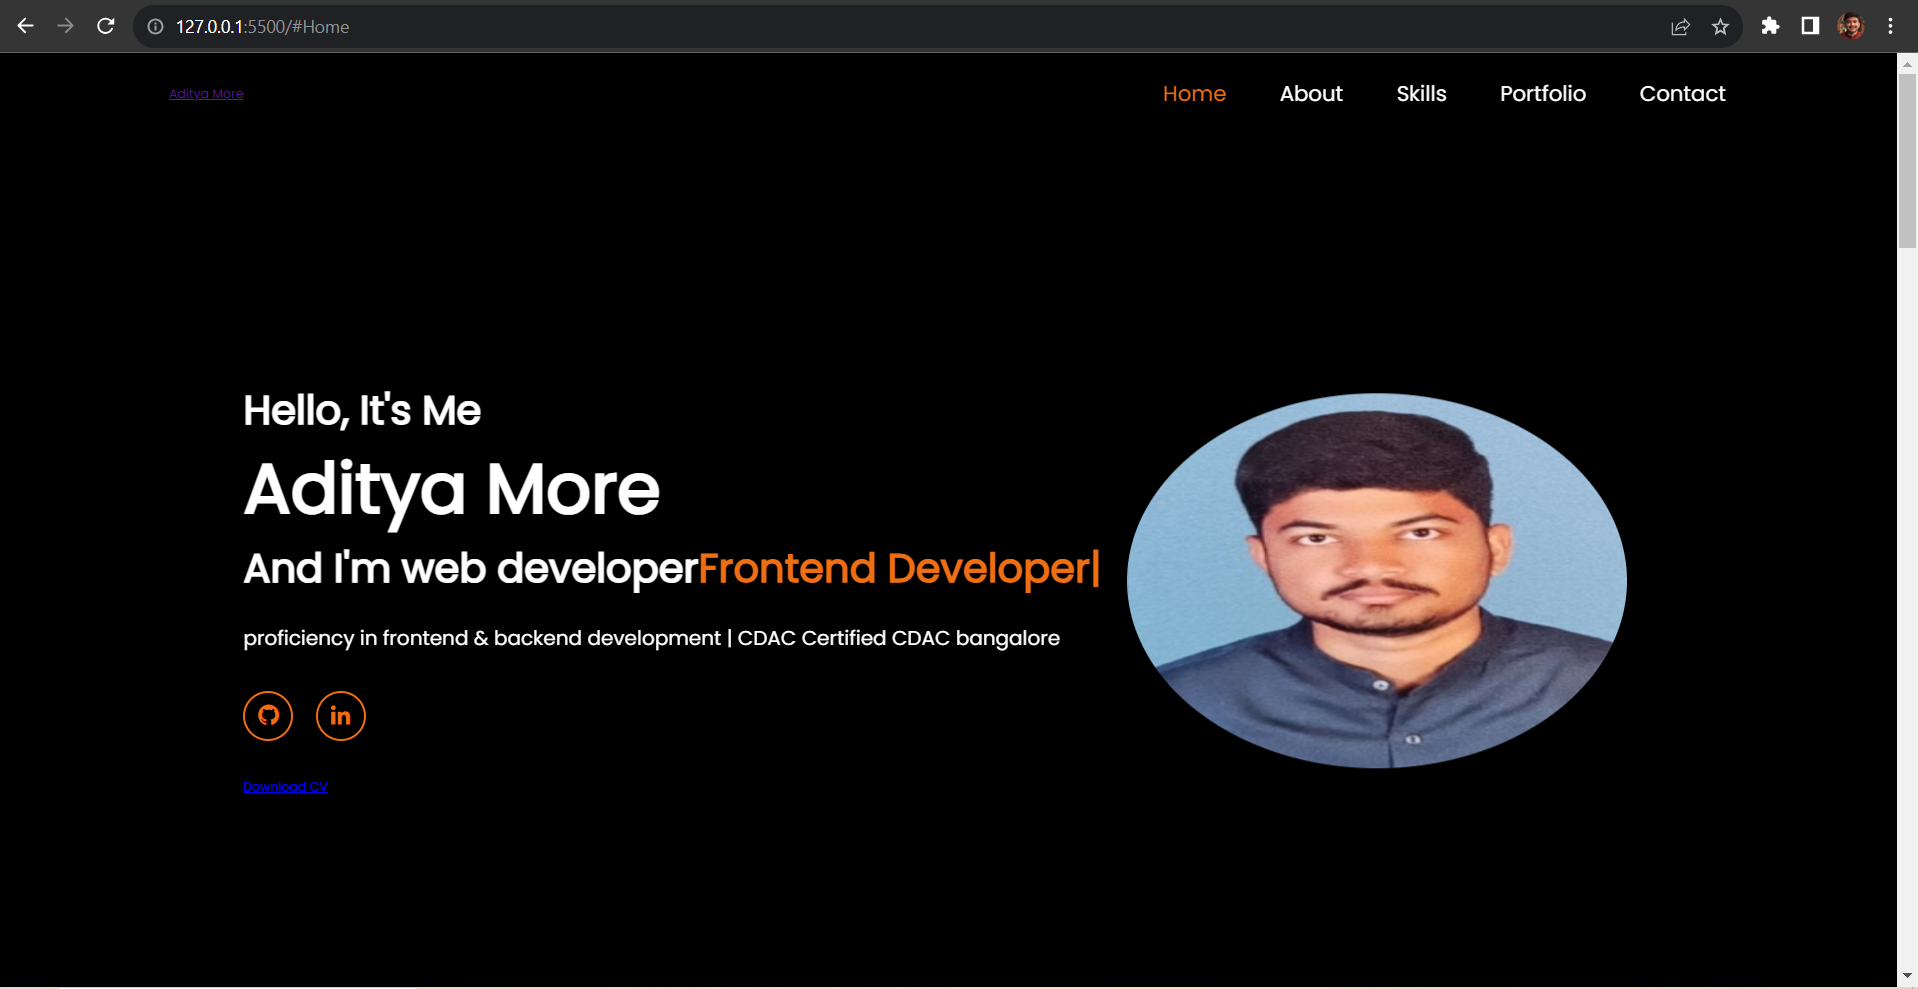 127.0.0.1:5500/#Home
Aditya More
Home About Skills Portfolio Contact
Hello, It's Me
Aditya More
And I'm web developerFrontend Developer|
proficiency in frontend & backend development | CDAC Certified CDAC bangalore
in
Download CV